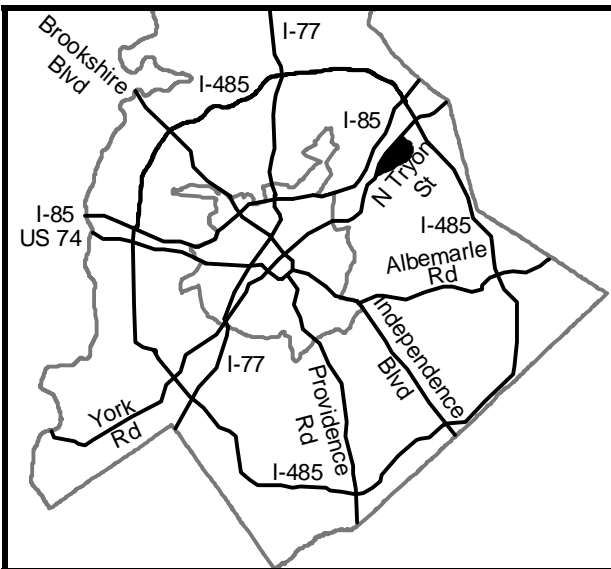 I-77
Brookshire
Blvd
I-485
I-85
N Tryon
St
I-85
US 74
I-485
Albemarle
Rd
Independence
Blvd
I-77
Providence
Rd
York
Rd
I-485